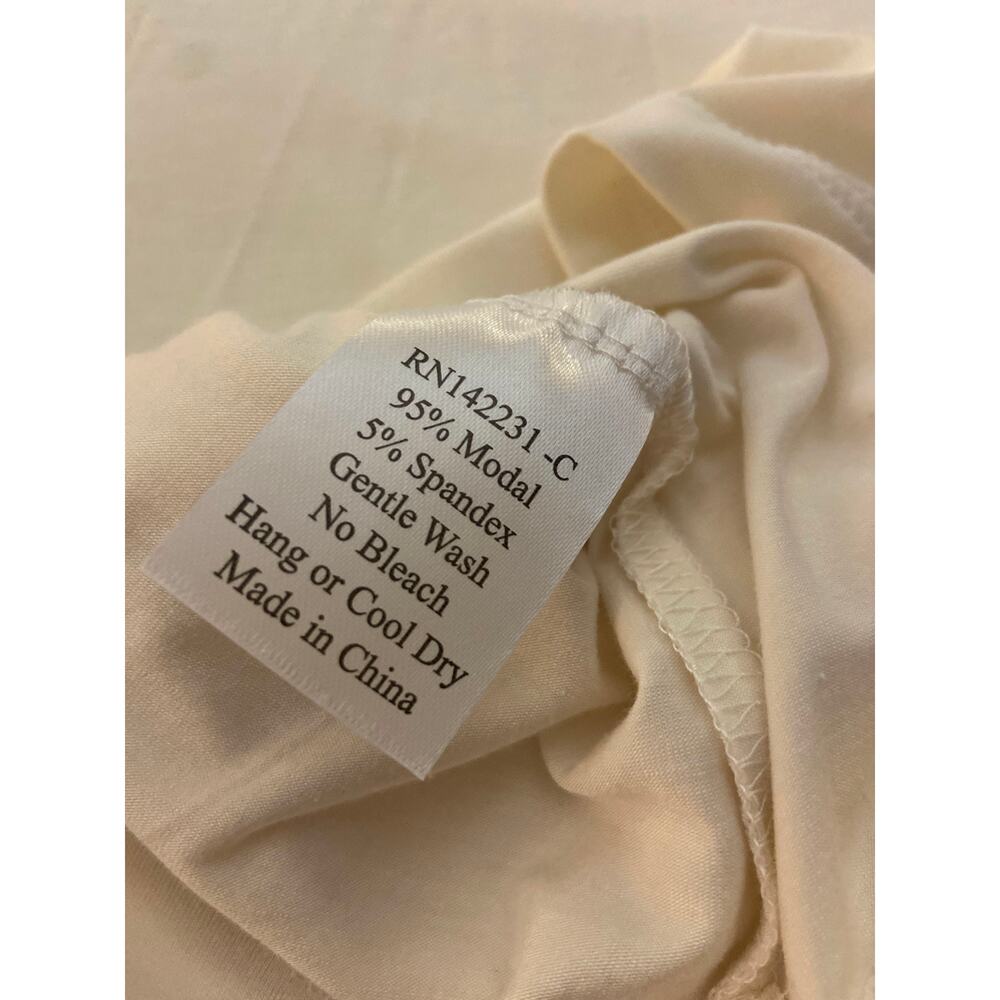 RN142231 -C
95% Modal
5% Spandex
Gentle Wash
No Bleach
Hang or Cool Dry
Made in China